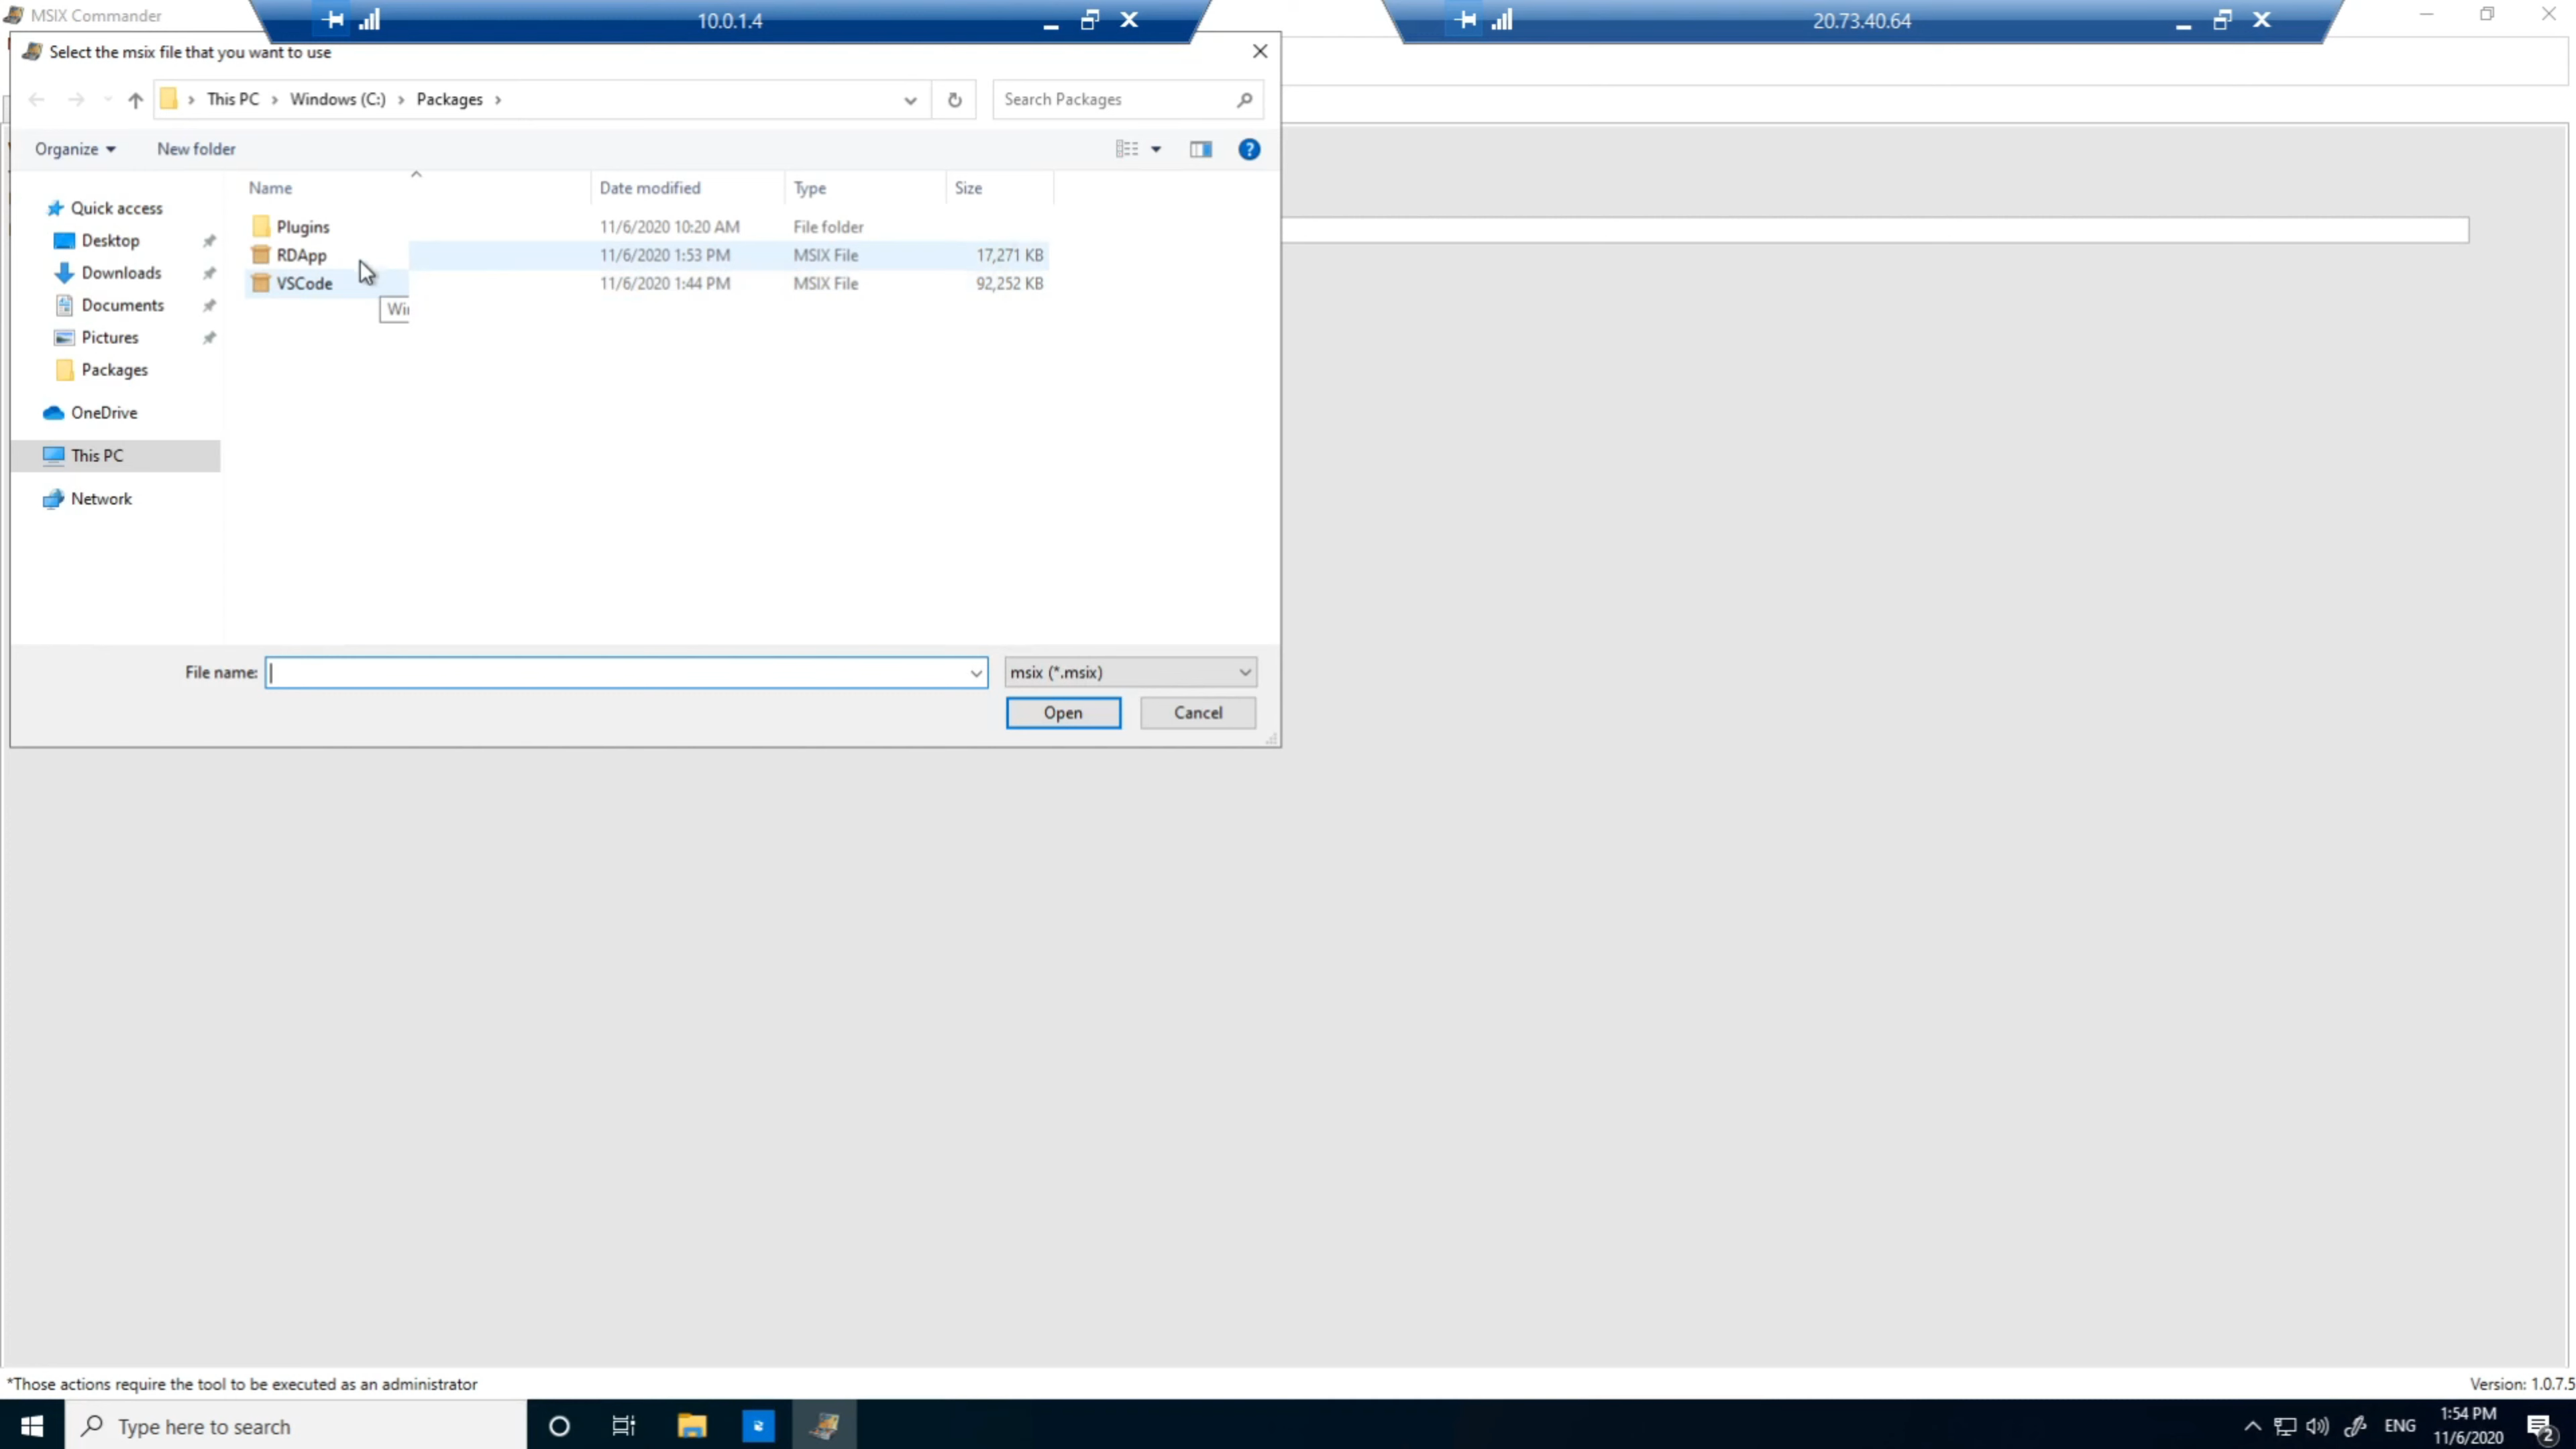 MSIX Commander
10.0.1.4
20.73.40.64
Select the msix file that you want to use
This PC > Windows (C:) > Packages >
Search Packages
Organize
New folder
Name
Date modified
Type
Size
Quick access
Desktop
Downloads
Documents
Pictures
Packages
OneDrive
This PC
Network
Plugins 11/6/2020 10:20 AM File folder
RDApp 11/6/2020 1:53 PM MSIX File 17,271 KB
VSCode 11/6/2020 1:44 PM MSIX File 92,252 KB
File name:
msix (*.msix)
Open
Cancel
*Those actions require the tool to be executed as an administrator
Version: 1.0.7.5
Type here to search
ENG
1:54 PM
11/6/2020
2